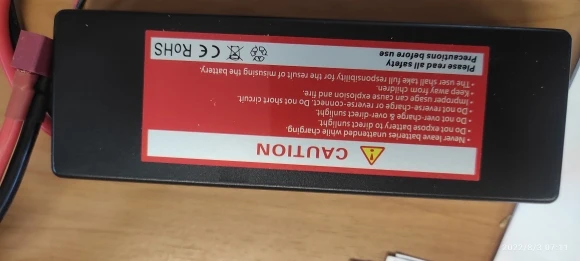 CAUTION
• Never leave batteries unattended while charging.
• Do not expose battery to direct sunlight.
• Do not over-charge & over-direct sunlight.
• Do not reverse-charge or reverse-connect. Do not short circuit.
• Improper usage can cause explosion and fire.
Keep away from children.
• The user shall take full responsibility for the result of the misusing the battery.
Please read all safety
Precautions before use
CE RoHS